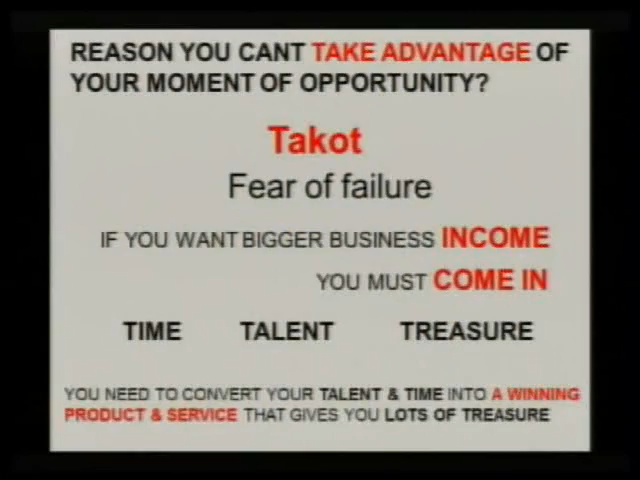 REASON YOU CANT TAKE ADVANTAGE OF
YOUR MOMENT OF OPPORTUNITY?
Takot
Fear of failure
IF YOU WANT BIGGER BUSINESS INCOME
YOU MUST COME IN
TIME TALENT TREASURE
YOU NEED TO CONVERT YOUR TALENT & TIME INTO A WINNING
PRODUCT & SERVICE THAT GIVES YOU LOTS OF TREASURE